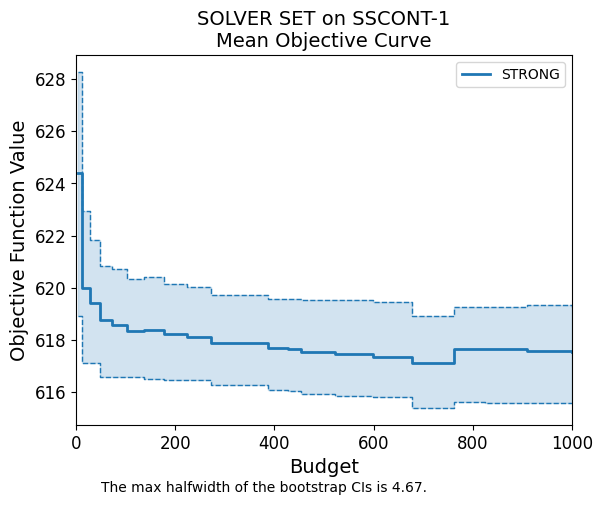 SOLVER SET on SSCONT-1
Mean Objective Curve
STRONG
Objective Function Value
628
626
624
622
620
618
616
0 200 400 600 800 1000
Budget
The max halfwidth of the bootstrap CIs is 4.67.